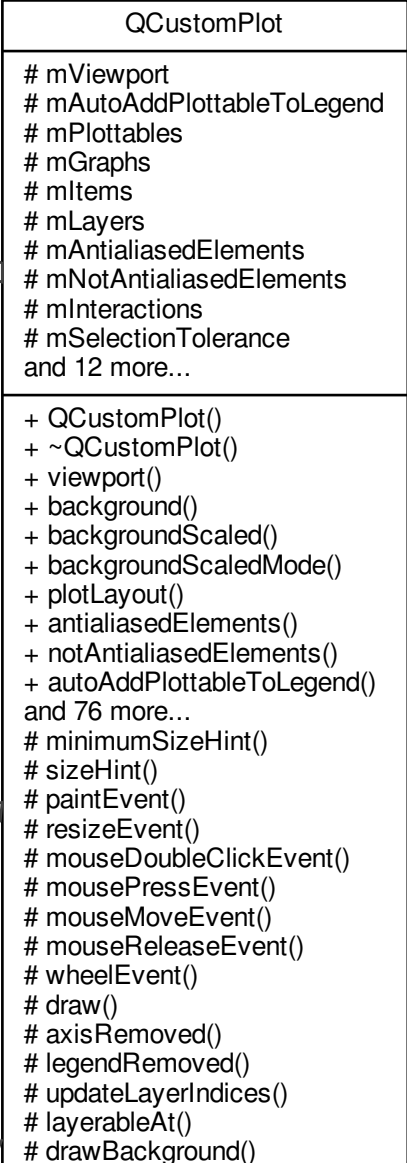 QCustomPlot
# mViewport
# mAutoAddPlottableToLegend
# mPlottables
# mGraphs
# mItems
# mLayers
# mAntialiasedElements
# mNotAntialiasedElements
# mInteractions
# mSelectionTolerance
and 12 more...
+ QCustomPlot()
+ ~QCustomPlot()
+ viewport()
+ background()
+ backgroundScaled()
+ backgroundScaledMode()
+ plotLayout()
+ antialiasedElements()
+ notAntialiasedElements()
+ autoAddPlottableToLegend()
and 76 more...
# minimumSizeHint()
# sizeHint()
# paintEvent()
# resizeEvent()
# mouseDoubleClickEvent()
# mousePressEvent()
# mouseMoveEvent()
# mouseReleaseEvent()
# wheelEvent()
# draw()
# axisRemoved()
# legendRemoved()
# updateLayerIndices()
# layerableAt()
# drawBackground()